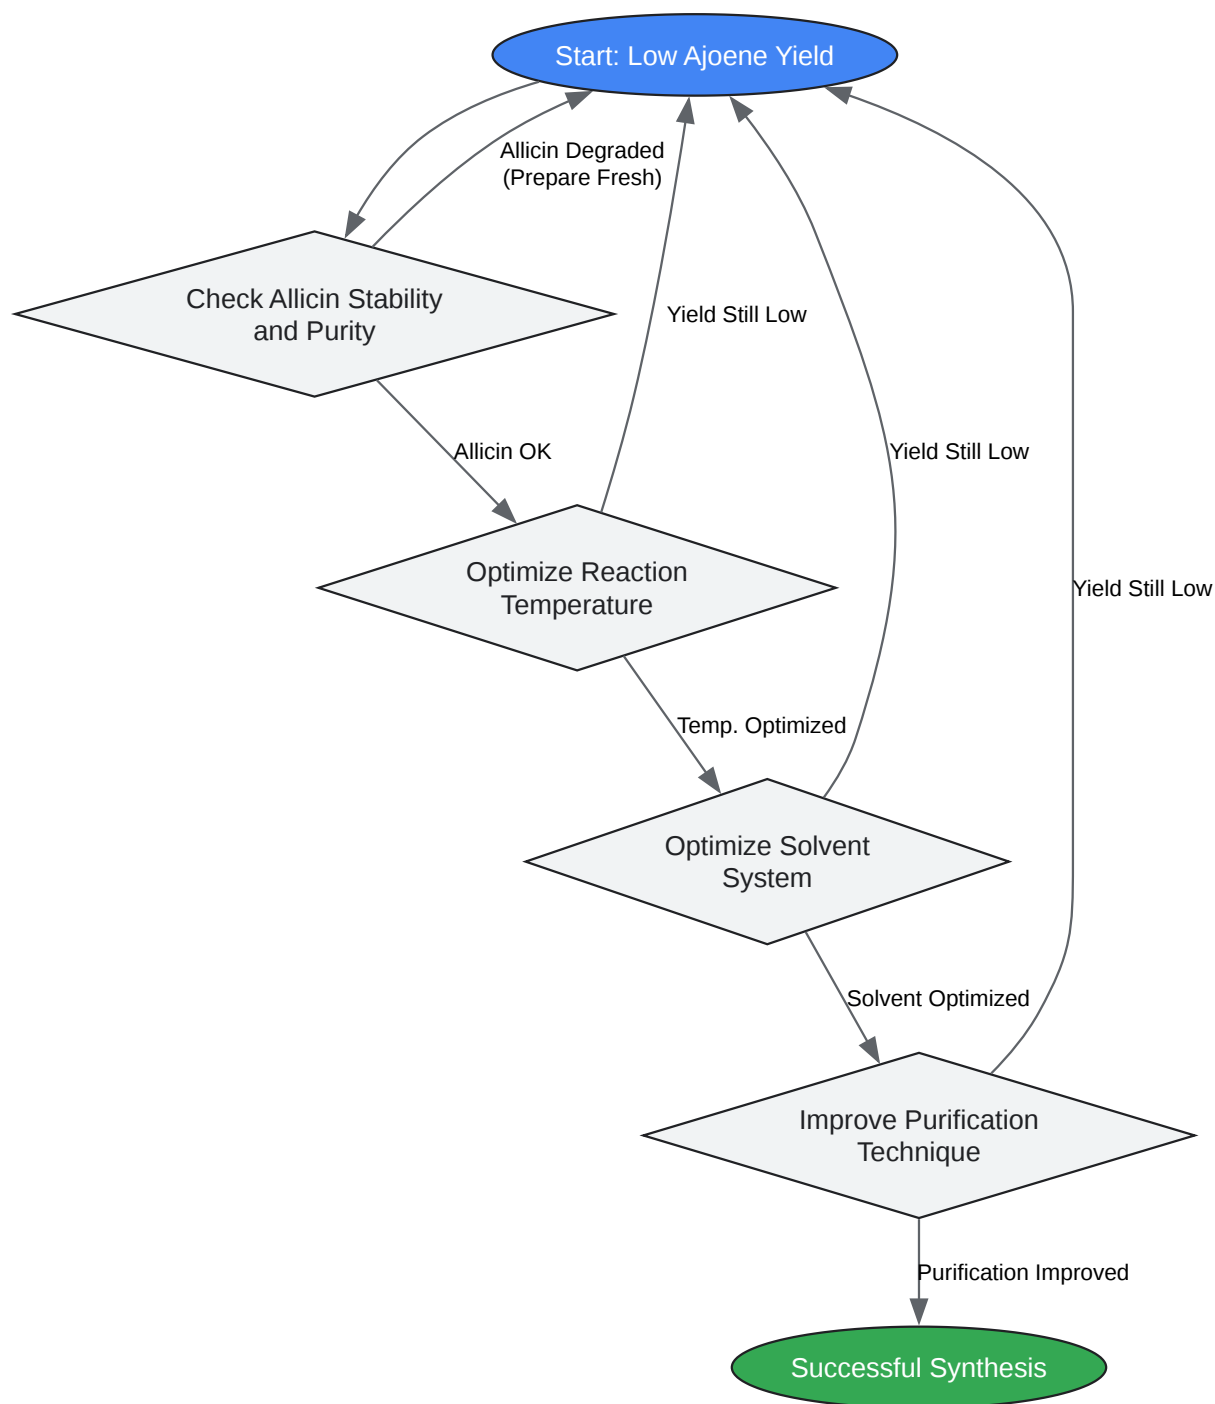 Start: Low Ajoene Yield
Allicin Degraded
(Prepare Fresh)
Check Allicin Stability
and Purity
Yield Still Low
Allicin OK
Yield Still Low
Optimize Reaction
Temperature
Yield Still Low
Temp. Optimized
Optimize Solvent
System
Solvent Optimized
Improve Purification
Technique
Purification Improved
Successful Synthesis